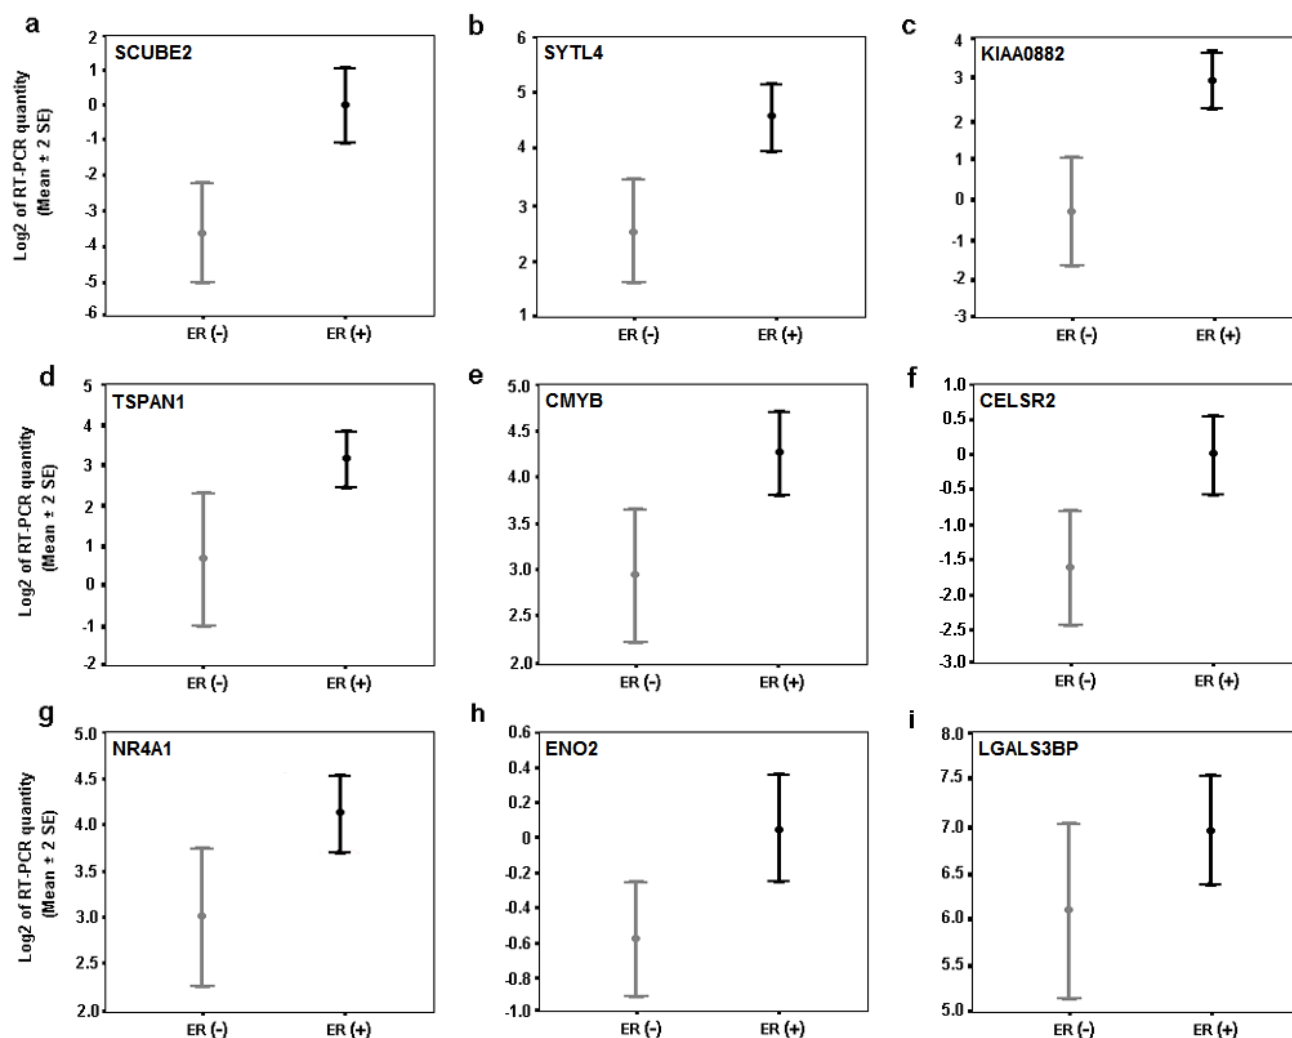 a
SCUBE2
2
1
0
-1
-2
-3
-4
-5
-6
Log2 of RT-PCR quantity
(Mean ± 2 SE)
ER (-)
ER (+)
b
SYTL4
6
5
4
3
2
1
ER (-)
ER (+)
c
KIAA0882
4
3
2
1
0
-1
-2
-3
ER (-)
ER (+)
d
TSPAN1
5
4
3
2
1
0
-1
-2
Log2 of RT-PCR quantity
(Mean ± 2 SE)
ER (-)
ER (+)
e
CMYB
5.0
4.5
4.0
3.5
3.0
2.5
2.0
ER (-)
ER (+)
f
CELSR2
1.0
0.5
0
-0.5
-1.0
-1.5
-2.0
-2.5
-3.0
ER (-)
ER (+)
g
NR4A1
5.0
4.5
4.0
3.5
3.0
2.5
2.0
Log2 of RT-PCR quantity
(Mean ± 2 SE)
ER (-)
ER (+)
h
ENO2
0.6
0.4
0.2
0
-0.2
-0.4
-0.6
-0.8
-1.0
ER (-)
ER (+)
i
LGALS3BP
8.0
7.5
7.0
6.5
6.0
5.5
5.0
ER (-)
ER (+)